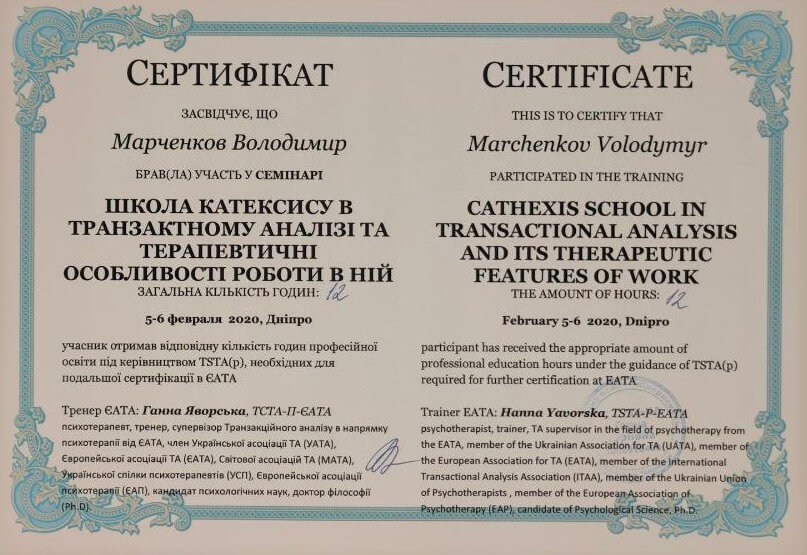 СЕРТИФІКАТ
ЗАСВІДЧУЄ, ЩО
Марченков Володимир
БРАВ(ЛА) УЧАСТЬ У СЕМІНАРІ
ШКОЛА КАТЕКСИСУ В
ТРАНЗАКТНОМУ АНАЛІЗІ ТА
ТЕРАПЕВТИЧНІ
ОСОБЛИВОСТІ РОБОТИ В НІЙ
ЗАГАЛЬНА КІЛЬКІСТЬ ГОДИН: 12
5-6 февраля 2020, Дніпро
учасник отримав відповідну кількість годин професійної
освіти під керівництвом TSTA(p), необхідних для
подальшої сертифікації в ЄАТА
Тренер ЄАТА: Ганна Яворська, ТСТА-П-ЄАТА
психотерапевт, тренер, супервізор Транзакційного аналізу в напрямку
психотерапія від ЄАТА, член Української асоціації ТА (УАТА),
Європейської асоціації ТА (ЄАТА), Світової асоціацій ТА (МАТА),
Української спілки психотерапевтів (УСП), Європейської асоціації
психотерапії (ЄАП), кандидат психологічних наук, доктор філософії
(Ph.D).
CERTIFICATE
THIS IS TO CERTIFY THAT
Marchenkov Volodymyr
PARTICIPATED IN THE TRAINING
CATHEXIS SCHOOL IN
TRANSACTIONAL ANALYSIS
AND ITS THERAPEUTIC
FEATURES OF WORK
THE AMOUNT OF HOURS: 12
February 5-6 2020, Dnipro
participant has received the appropriate amount of
professional education hours under the guidance of TSTA(p)
required for further certification at EATA
Trainer EATA: Hanna Yavorska, TSTA-P-EATA
psychotherapist, trainer, TA supervisor in the field of psychotherapy from
the EATA, member of the Ukrainian Association for TA (UATA), member of
the European Association for TA (EATA), member of the International
Transactional Analysis Association (ITAA), member of the Ukrainian Union
of Psychotherapists , member of the European Association of
Psychotherapy (EAP), candidate of Psychological Science, Ph.D.